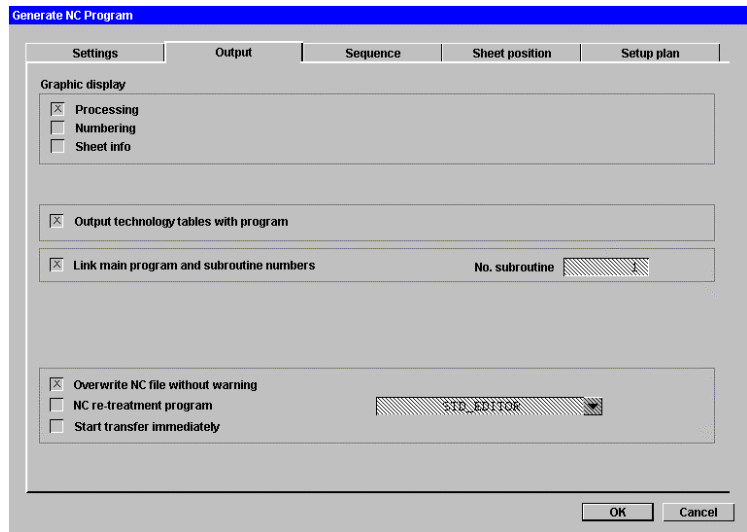 Generate NC Program
Settings Output Sequence Sheet position Setup plan
Graphic display
X Processing
Numbering
Sheet info
X Output technology tables with program
X Link main program and subroutine numbers No. subroutine 1
X Overwrite NC file without warning
NC re-treatment program STD_EDITOR
Start transfer immediately
OK Cancel